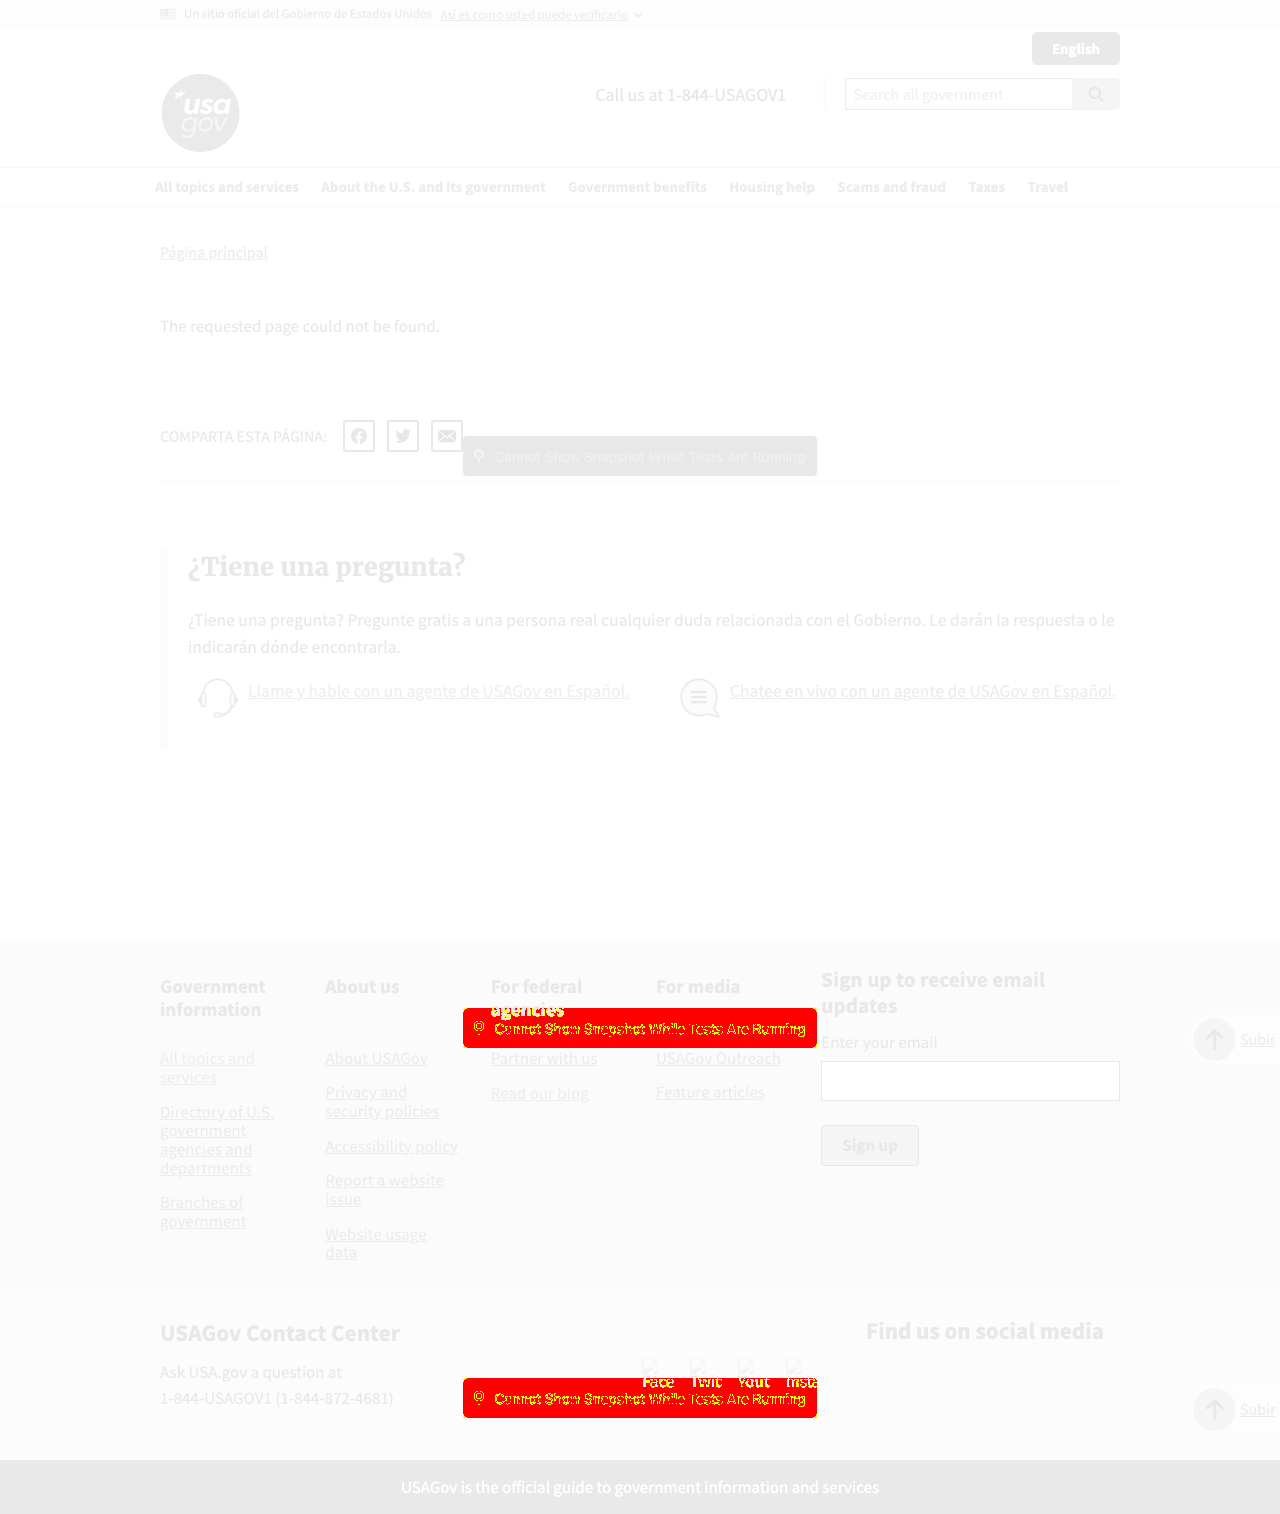 Un sitio oficial del Gobierno de Estados Unidos Así es como usted puede verificarlo
English
usa gov
Call us at 1-844-USAGOV1
Search all government
All topics and services About the U.S. and its government Government benefits Housing help Scams and fraud Taxes Travel
Página principal
The requested page could not be found.
COMPARTA ESTA PÁGINA:
Cannot Show Snapshot While Tests Are Running
¿Tiene una pregunta?
¿Tiene una pregunta? Pregunte gratis a una persona real cualquier duda relacionada con el Gobierno. Le darán la respuesta o le
indicarán dónde encontrarla.
Llame y hable con un agente de USAGov en Español. Chatee en vivo con un agente de USAGov en Español.
Government
information
All topics and
services
Directory of U.S.
government
agencies and
departments
Branches of
government
About us
About USAGov
Privacy and
security policies
Accessibility policy
Report a website
issue
Website usage
data
For federal
agencies
Cannot Show Snapshot While Tests Are Running
Partner with us
Read our blog
For media
USAGov Outreach
Feature articles
Sign up to receive email
updates
Enter your email
Sign up
Subir
USAGov Contact Center
Ask USA.gov a question at
1-844-USAGOV1 (1-844-872-4681)
Find us on social media
Face Twit Yout Insta
Cannot Show Snapshot While Tests Are Running
Subir
USAGov is the official guide to government information and services